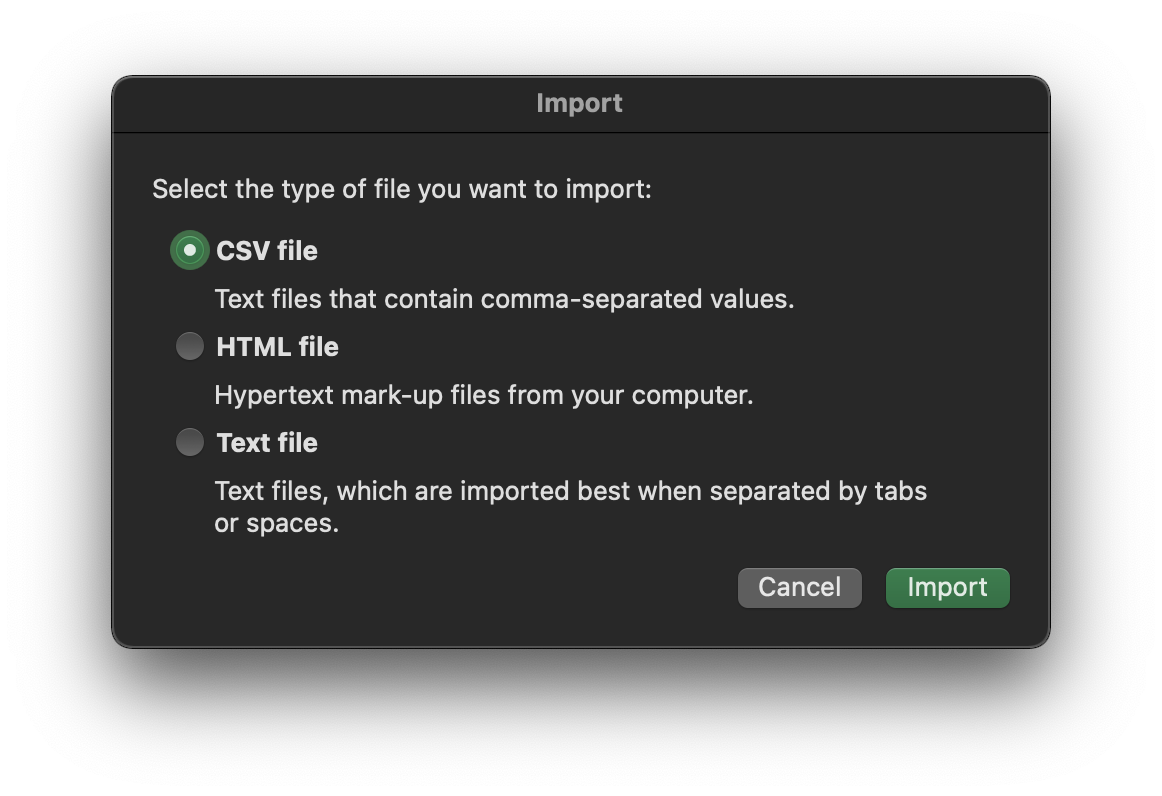 Import
Select the type of file you want to import:
CSV file
Text files that contain comma-separated values.
HTML file
Hypertext mark-up files from your computer.
Text file
Text files, which are imported best when separated by tabs
or spaces.
Cancel
Import